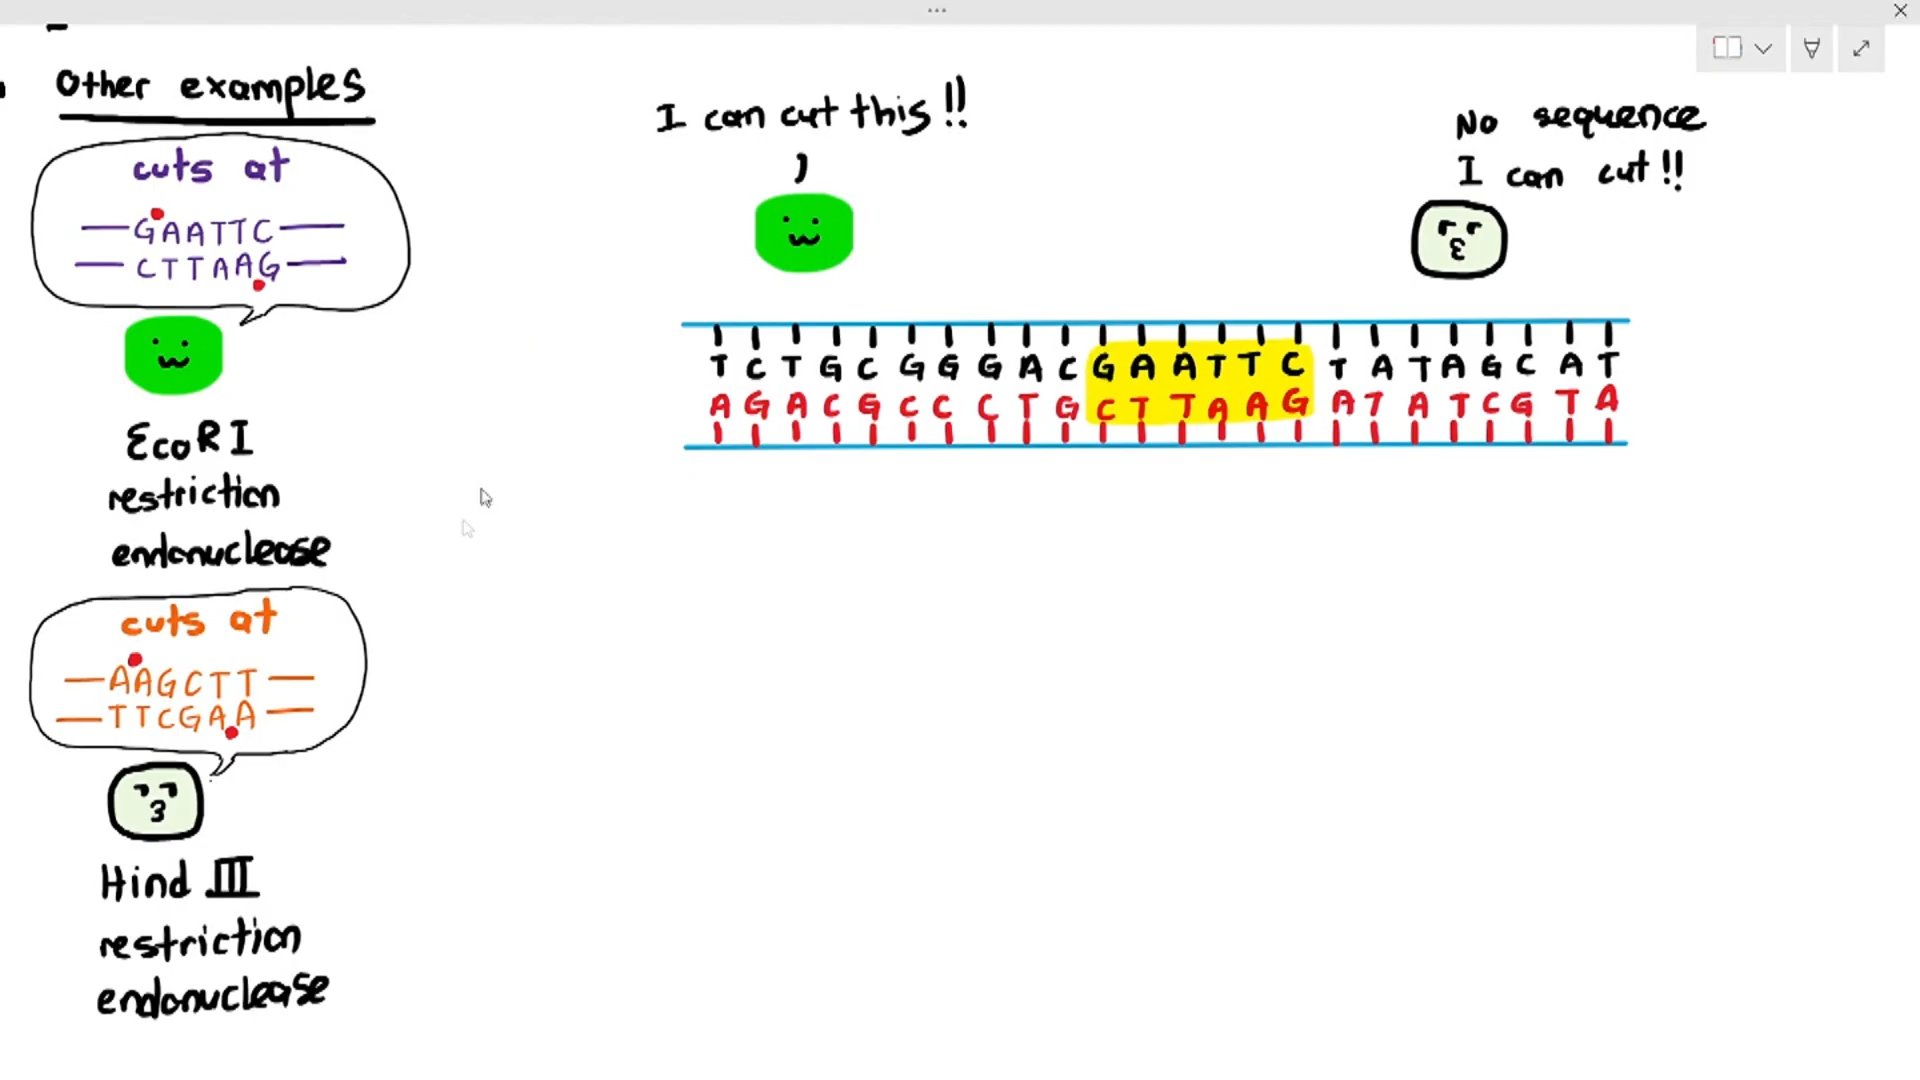 Other examples
cuts at
GAATTC
CTTAAG
EcoRI
restriction
endonuclease
cuts at
AAGCTT
TTCGAA
Hind III
restriction
endonuclease
I can cut this!!
No sequence
I can cut!!
T C T G C G G G A C G A A T T C T A T A G C A T
A G A C G C C C T G C T T A A G A T A T C G T A